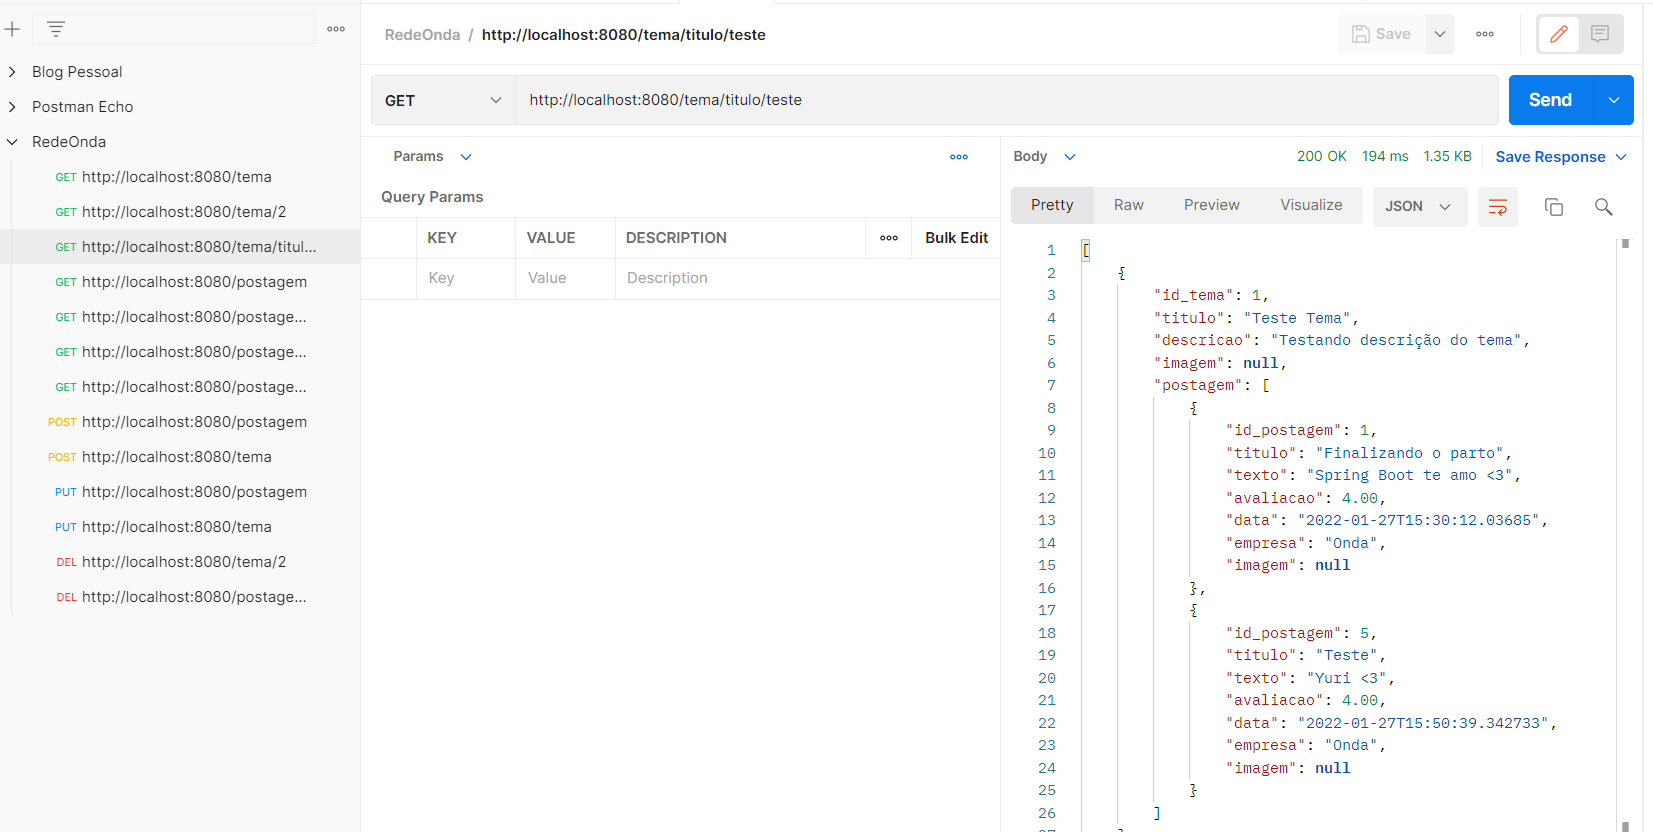 Blog Pessoal
Postman Echo
RedeOnda
GET http://localhost:8080/tema
GET http://localhost:8080/tema/2
GET http://localhost:8080/tema/titul...
GET http://localhost:8080/postagem
GET http://localhost:8080/postage...
GET http://localhost:8080/postage...
GET http://localhost:8080/postage...
POST http://localhost:8080/postagem
POST http://localhost:8080/tema
PUT http://localhost:8080/postagem
PUT http://localhost:8080/tema
DEL http://localhost:8080/tema/2
DEL http://localhost:8080/postage...
RedeOnda / http://localhost:8080/tema/titulo/teste
Save
GET http://localhost:8080/tema/titulo/teste
Send
Params
Query Params
KEY VALUE DESCRIPTION Bulk Edit
Key Value Description
Body 200 OK 194 ms 1.35 KB Save Response
Pretty Raw Preview Visualize JSON
1 [
2 {
3 "id_tema": 1,
4 "titulo": "Teste Tema",
5 "descricao": "Testando descrição do tema",
6 "imagem": null,
7 "postagem": [
8 {
9 "id_postagem": 1,
10 "titulo": "Finalizando o parto",
11 "texto": "Spring Boot te amo <3",
12 "avaliacao": 4.00,
13 "data": "2022-01-27T15:30:12.03685",
14 "empresa": "Onda",
15 "imagem": null
16 },
17 {
18 "id_postagem": 5,
19 "titulo": "Teste",
20 "texto": "Yuri <3",
21 "avaliacao": 4.00,
22 "data": "2022-01-27T15:50:39.342733",
23 "empresa": "Onda",
24 "imagem": null
25 }
26 ]